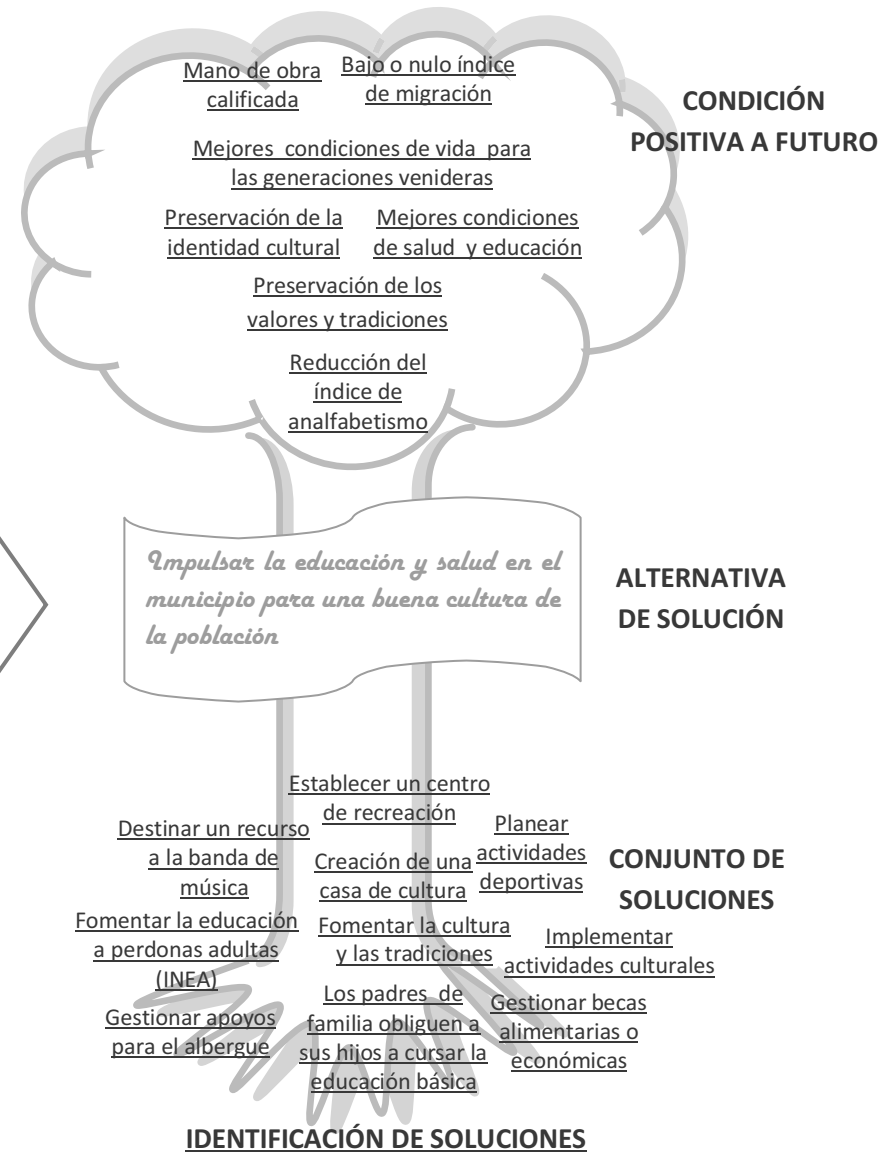 Mano de obra
calificada
Bajo o nulo índice
de migración
CONDICIÓN
POSITIVA A FUTURO
Mejores condiciones de vida para
las generaciones venideras
Preservación de la
identidad cultural
Mejores condiciones
de salud y educación
Preservación de los
valores y tradiciones
Reducción del
índice de
analfabetismo
Impulsar la educación y salud en el
municipio para una buena cultura de
la población
ALTERNATIVA
DE SOLUCIÓN
Establecer un centro
de recreación
Destinar un recurso
a la banda de
música
Creación de una
casa de cultura
Planear
actividades
deportivas
CONJUNTO DE
SOLUCIONES
Fomentar la educación
a perdonas adultas
(INEA)
Fomentar la cultura
y las tradiciones
Implementar
actividades culturales
Gestionar apoyos
para el albergue
Los padres de
familia obliguen a
sus hijos a cursar la
educación básica
Gestionar becas
alimentarias o
económicas
IDENTIFICACIÓN DE SOLUCIONES